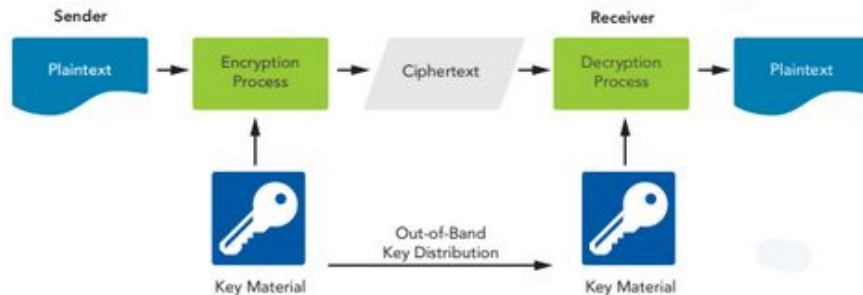 Sender
Receiver
Plaintext
Encryption
Process
Ciphertext
Decryption
Process
Plaintext
Out-of-Band
Key Distribution
Key Material
Key Material